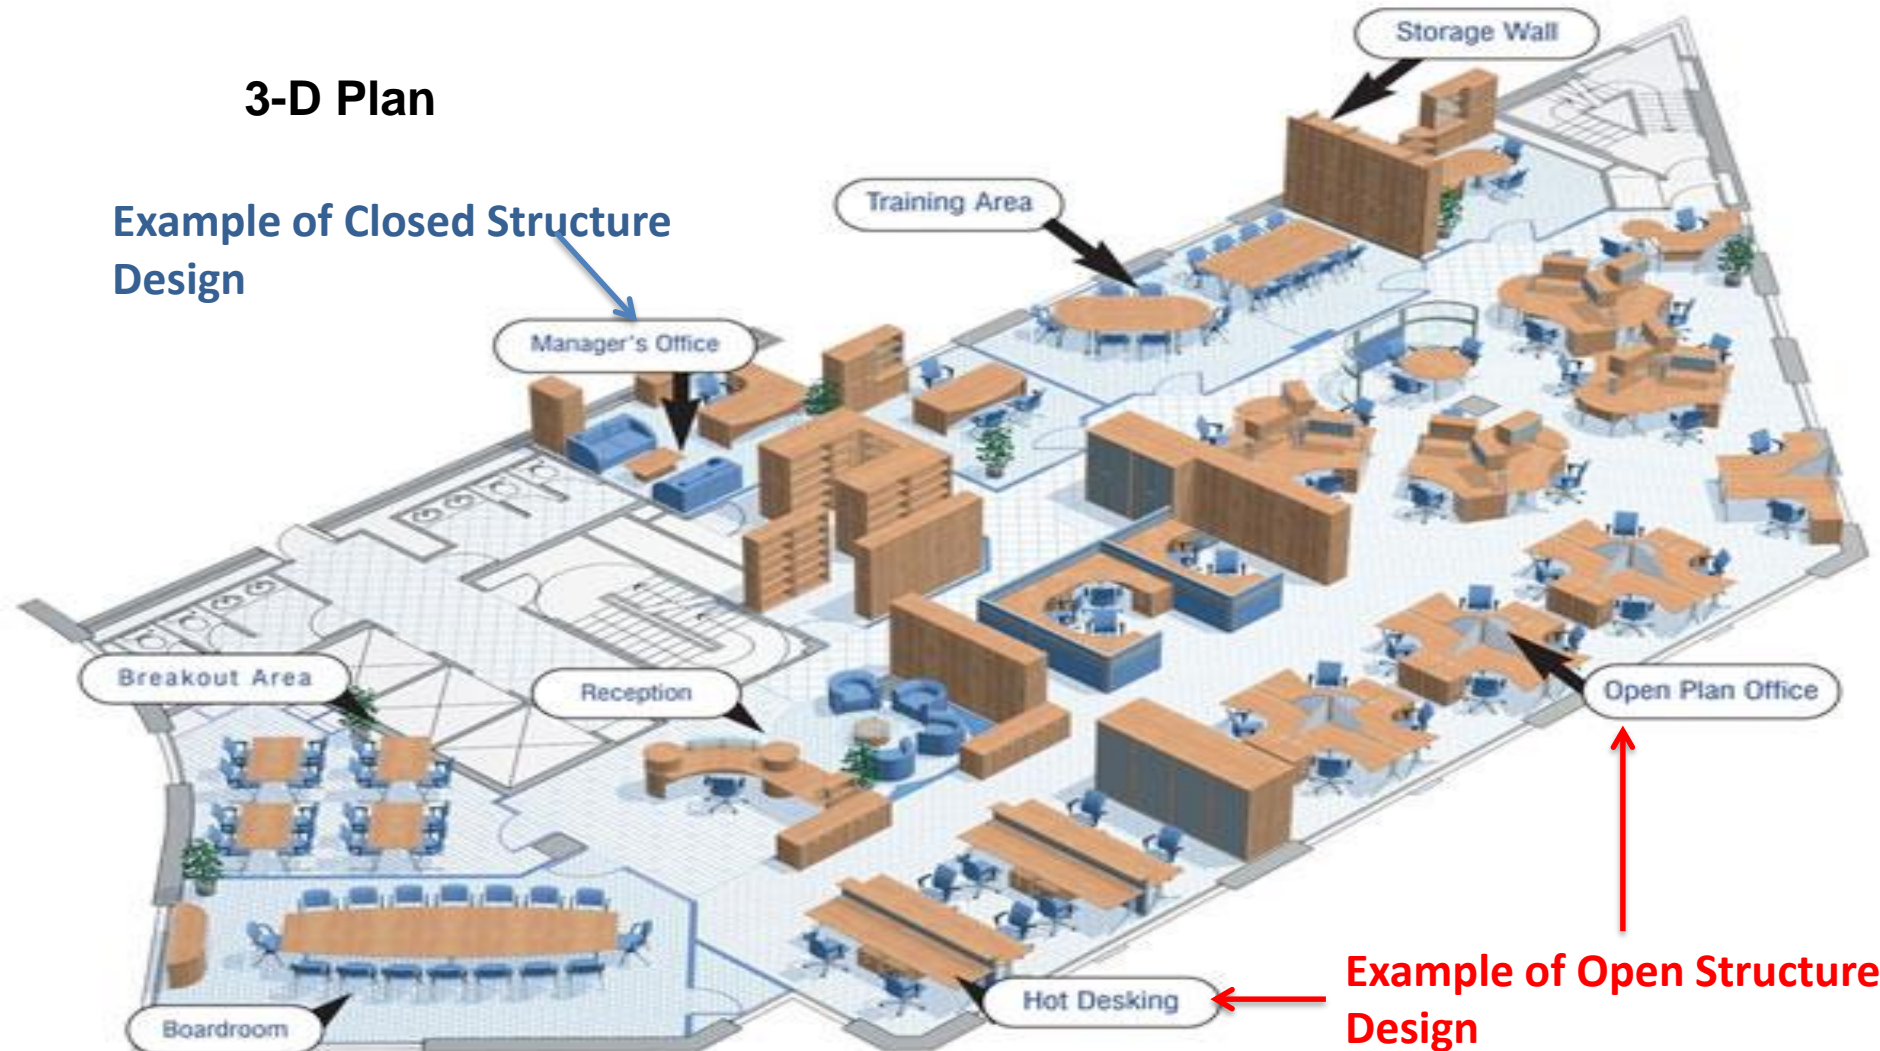 3-D Plan
Storage Wall
Training Area
Example of Closed Structure
Design
Manager's Office
Breakout Area
Reception
Open Plan Office
Hot Desking
Boardroom
Example of Open Structure
Design